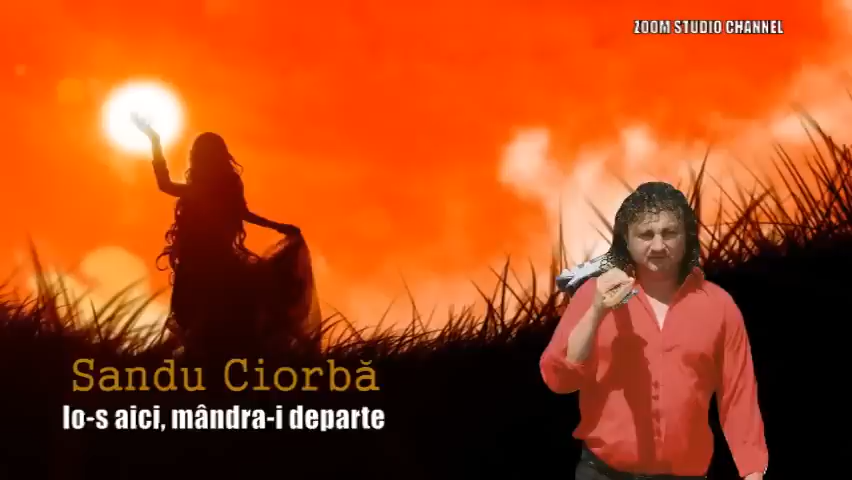 ZOOM STUDIO CHANNEL
Sandu Ciorbă
Io-s aici, mândra-i departe